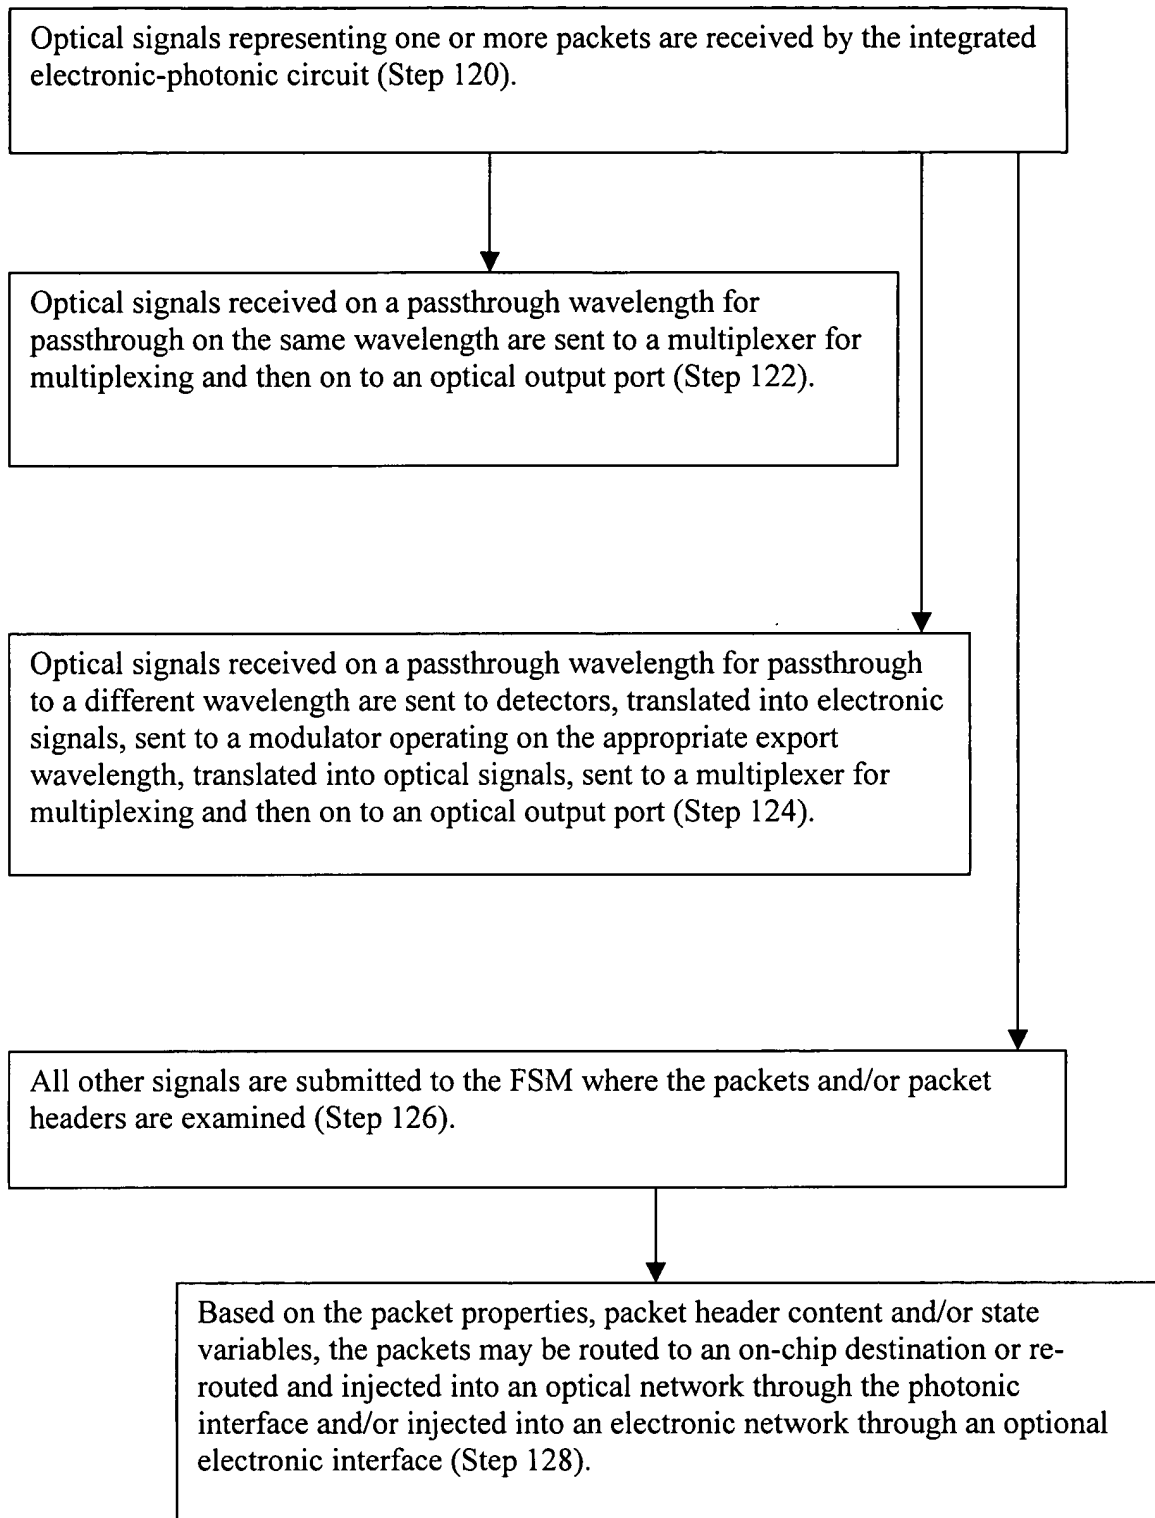 Optical signals representing one or more packets are received by the integrated
electronic-photonic circuit (Step 120).
Optical signals received on a passthrough wavelength for
passthrough on the same wavelength are sent to a multiplexer for
multiplexing and then on to an optical output port (Step 122).
Optical signals received on a passthrough wavelength for passthrough
to a different wavelength are sent to detectors, translated into electronic
signals, sent to a modulator operating on the appropriate export
wavelength, translated into optical signals, sent to a multiplexer for
multiplexing and then on to an optical output port (Step 124).
All other signals are submitted to the FSM where the packets and/or packet
headers are examined (Step 126).
Based on the packet properties, packet header content and/or state
variables, the packets may be routed to an on-chip destination or re-
routed and injected into an optical network through the photonic
interface and/or injected into an electronic network through an optional
electronic interface (Step 128).